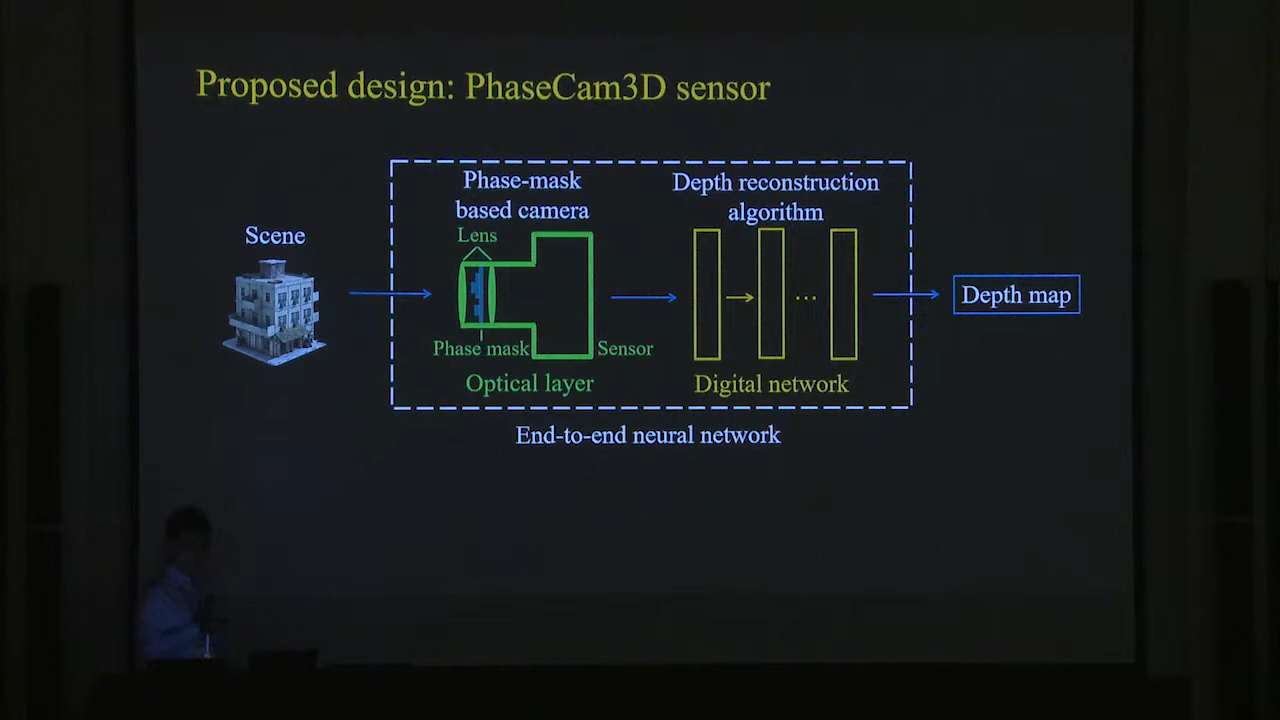 Proposed design: PhaseCam3D sensor
Scene
Phase-mask
based camera
Lens
Phase mask
Sensor
Optical layer
Depth reconstruction
algorithm
...
Digital network
Depth map
End-to-end neural network